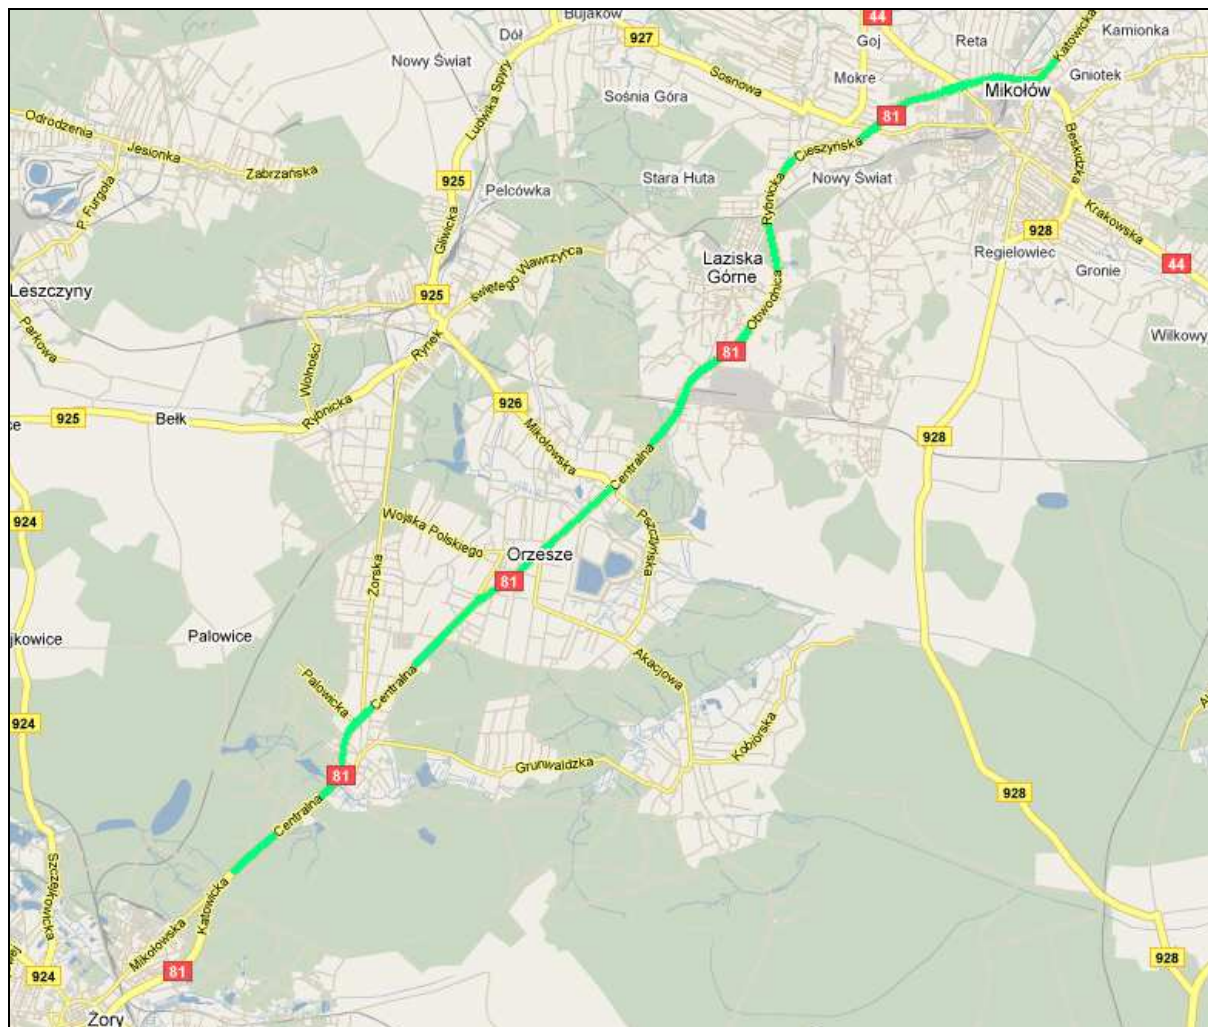 44
Bujaków
Dół
927
Goj
Reta
Katowicka
Kamionka
Nowy Świat
Ludwika Spyry
Sosnowa
Mokre
Gniotek
Sośnia Góra
Mikołów
Odrodzenia
81
Jesionka
Cieszyńska
Beskidzka
Zabrzańska
925
Stara Huta
Nowy Świat
P. Furgoła
Pelcówka
Rybnicka
Krakowska
Gliwicka
928
Regielowiec
Łaziska
Górne
44
Gronie
świętego Wawrzyńca
Leszczyny
925
Obwodnica
Parkowa
Rynek
Wilkowy
81
Wolności
926
925
Bełk
Rybnicka
ce
Mikołowska
928
Centralna
924
Wojska Polskiego
Pszczyńska
Orzesze
Żorska
81
jkowice
Palowice
Akacjowa
Palowicka
Centralna
924
Kobiórska
Grunwaldzka
81
928
Centralna
Szczejkowicka
Katowicka
Mikołowska
928
924
81
Żory